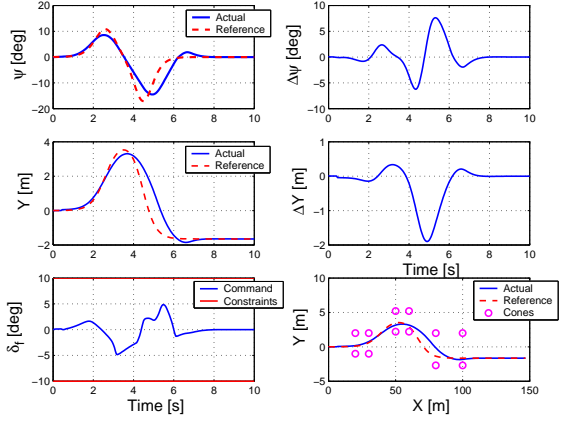 20
10
0
−10
−20
ψ [deg]
Actual
Reference
0 2 4 6 8 10
10
5
0
−5
−10
Δψ [deg]
0 2 4 6 8 10
4
2
0
−2
Y [m]
Actual
Reference
0 2 4 6 8 10
1
0
1
2
ΔY [m]
0 2 4 6 8 10
Time [s]
10
5
0
−5
−10
δf [deg]
Command
Constraints
0 2 4 6 8 10
Time [s]
10
5
0
−5
Y [m]
Actual
Reference
Cones
0 50 100 150
X [m]